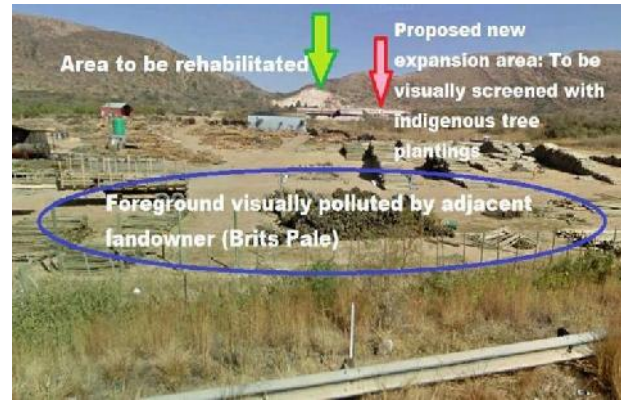 Area to be rehabilitated
Proposed new
expansion area: To be
visually screened with
indigenous tree
plantings
Foreground visually polluted by adjacent
landowner (Brits Pale)